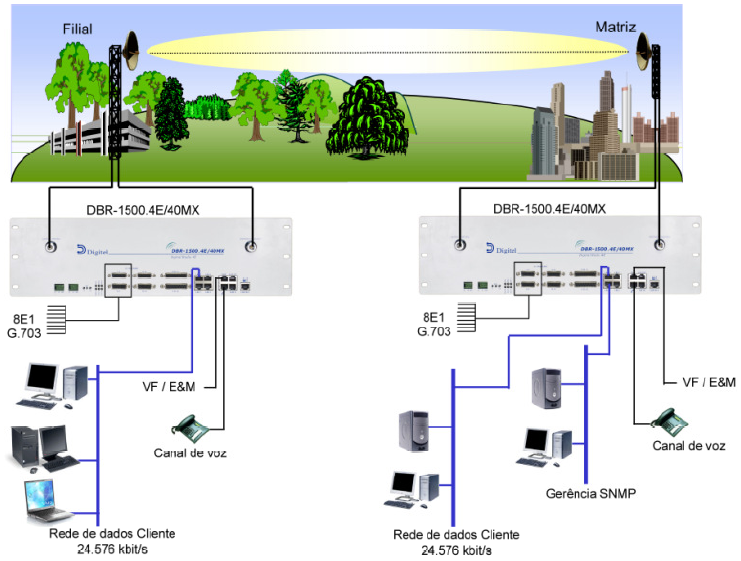 Filial
Matriz
DBR-1500.4E/40MX
DBR-1500.4E/40MX
Digitel
DBR-1500.4E/40MX
Digitel
DBR-1500.4E/40MX
8E1
G.703
8E1
G.703
VF / E&M
VF / E&M
Canal de voz
Canal de voz
Gerência SNMP
Rede de dados Cliente
24.576 kbit/s
Rede de dados Cliente
24.576 kbit/s